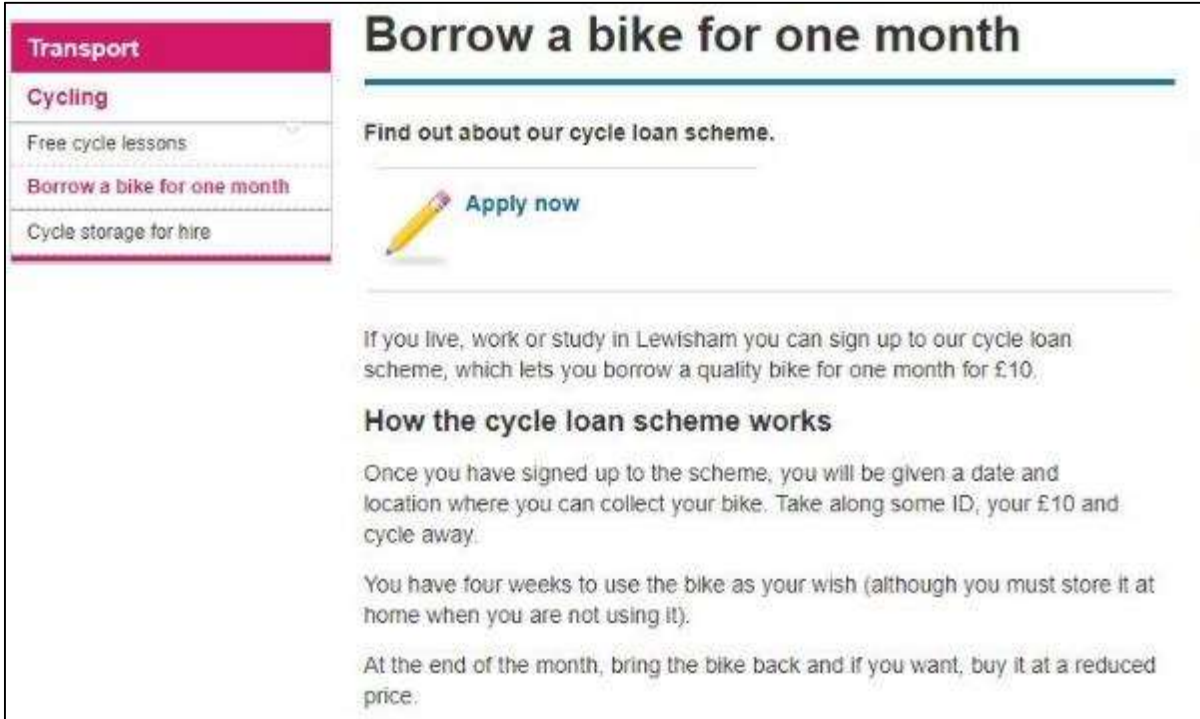 Transport
Cycling
Free cycle lessons
Borrow a bike for one month
Cycle storage for hire
Borrow a bike for one month
Find out about our cycle loan scheme.
Apply now
If you live, work or study in Lewisham you can sign up to our cycle loan
scheme, which lets you borrow a quality bike for one month for £10.
How the cycle loan scheme works
Once you have signed up to the scheme, you will be given a date and
location where you can collect your bike. Take along some ID, your £10 and
cycle away.
You have four weeks to use the bike as your wish (although you must store it at
home when you are not using it).
At the end of the month, bring the bike back and if you want, buy it at a reduced
price.